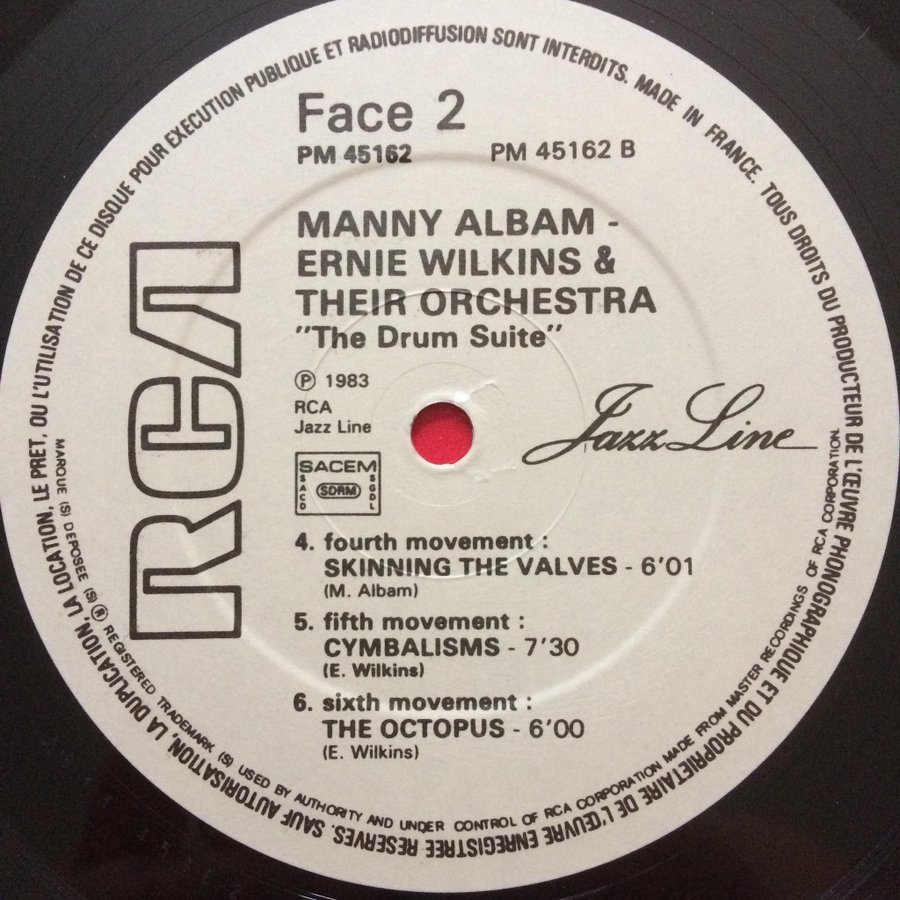 Face 2
PM 45162 PM 45162 B
MANNY ALBAM -
ERNIE WILKINS &
THEIR ORCHESTRA
"The Drum Suite"
℗ 1983
RCA
Jazz Line
SACEM
SACD SDRM SGDL
Jazz Line
RCA
4. fourth movement :
SKINNING THE VALVES - 6'01
(M. Albam)
5. fifth movement :
CYMBALISMS - 7'30
(E. Wilkins)
6. sixth movement :
THE OCTOPUS - 6'00
(E. Wilkins)
MADE IN FRANCE. TOUS DROITS DU PRODUCTEUR DE L'ŒUVRE PHONOGRAPHIQUE ET DU PROPRIETAIRE DE L'ŒUVRE ENREGISTREE RESERVES. SAUF AUTORISATION, LA DUPLICATION, LA LOCATION, LE PRET, OU L'UTILISATION DE CE DISQUE POUR EXECUTION PUBLIQUE ET RADIODIFFUSION SONT INTERDITS.
MARQUE (S) DEPOSEE (S) ® REGISTERED TRADEMARK (S) USED BY AUTHORITY AND UNDER CONTROL OF RCA CORPORATION MADE FROM MASTER RECORDINGS OF RCA CORPORATION.